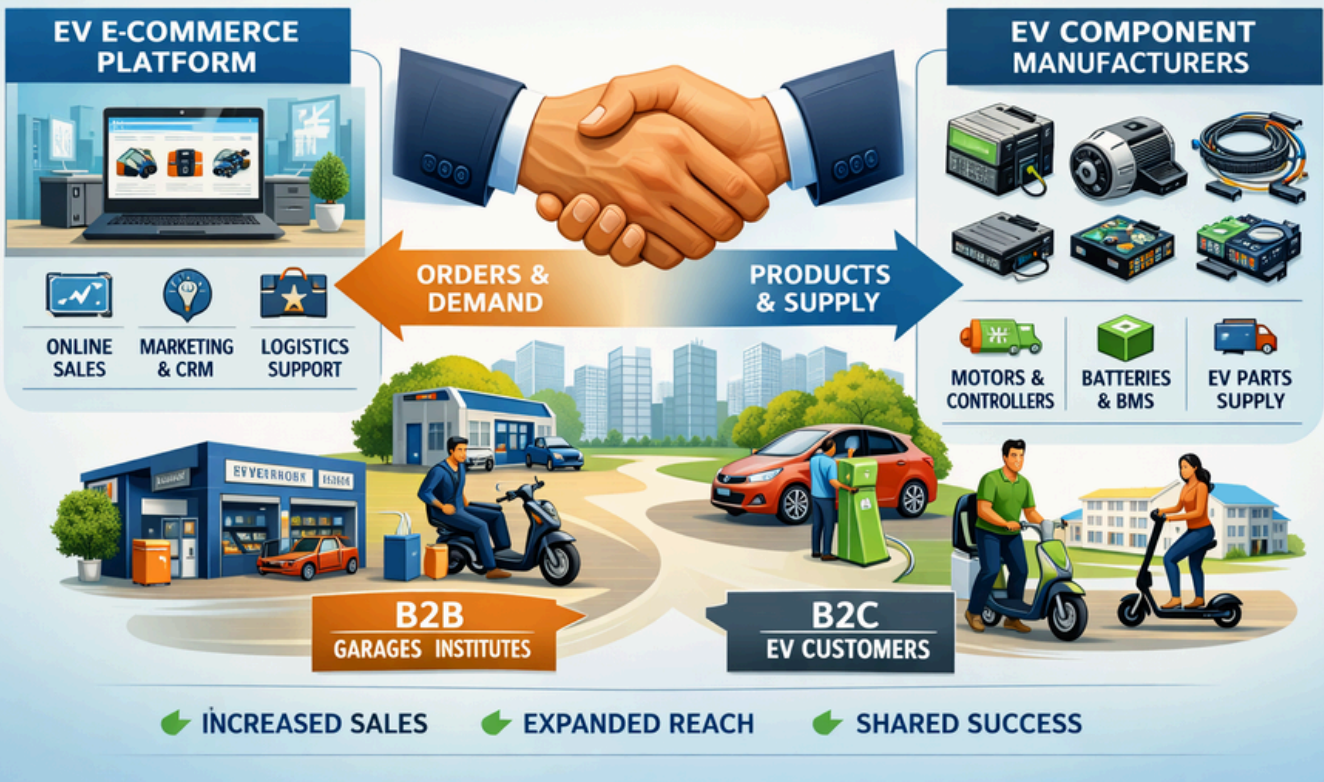 EV E-COMMERCE
PLATFORM
EV COMPONENT
MANUFACTURERS
ORDERS &
DEMAND
PRODUCTS
& SUPPLY
ONLINE
SALES
MARKETING
& CRM
LOGISTICS
SUPPORT
MOTORS &
CONTROLLERS
BATTERIES
& BMS
EV PARTS
SUPPLY
B2B
GARAGES INSTITUTES
B2C
EV CUSTOMERS
INCREASED SALES
EXPANDED REACH
SHARED SUCCESS